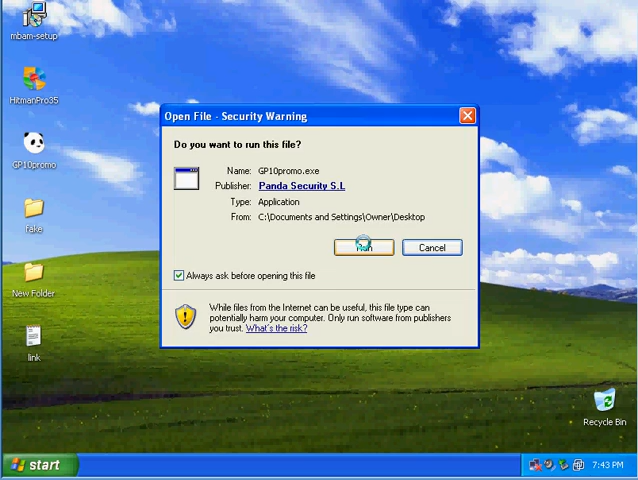 mbam-setup
HitmanPro35
GP10promo
fake
New Folder
link
Open File - Security Warning
Do you want to run this file?
Name: GP10promo.exe
Publisher: Panda Security S.L
Type: Application
From: C:\Documents and Settings\Owner\Desktop
Run Cancel
Always ask before opening this file
While files from the Internet can be useful, this file type can
potentially harm your computer. Only run software from publishers
you trust. What's the risk?
Recycle Bin
start
7:43 PM